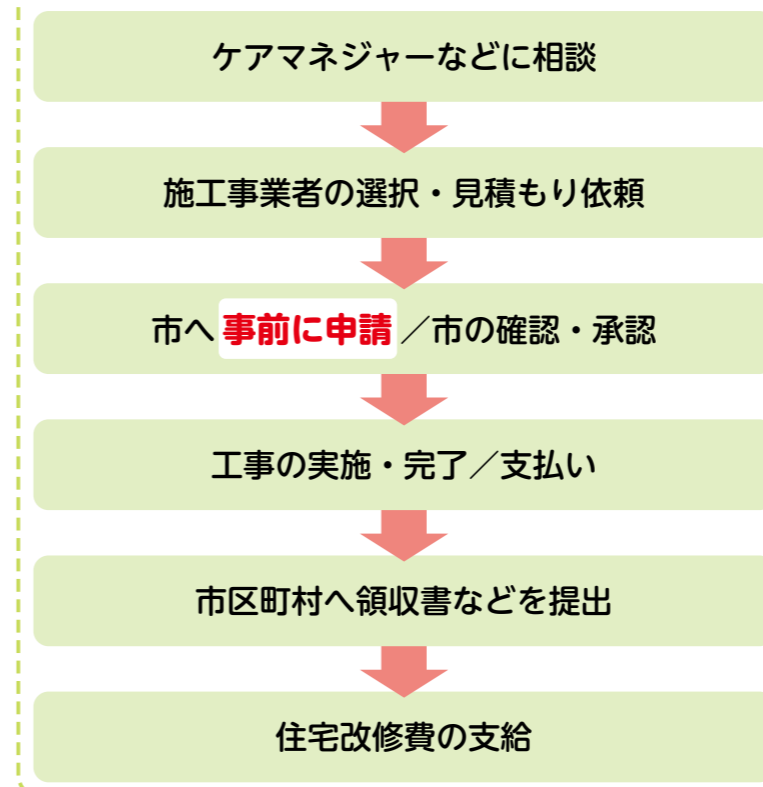 ケアマネジャーなどに相談
施工事業者の選択・見積もり依頼
市へ事前に申請／市の確認・承認
工事の実施・完了／支払い
市区町村へ領収書などを提出
住宅改修費の支給